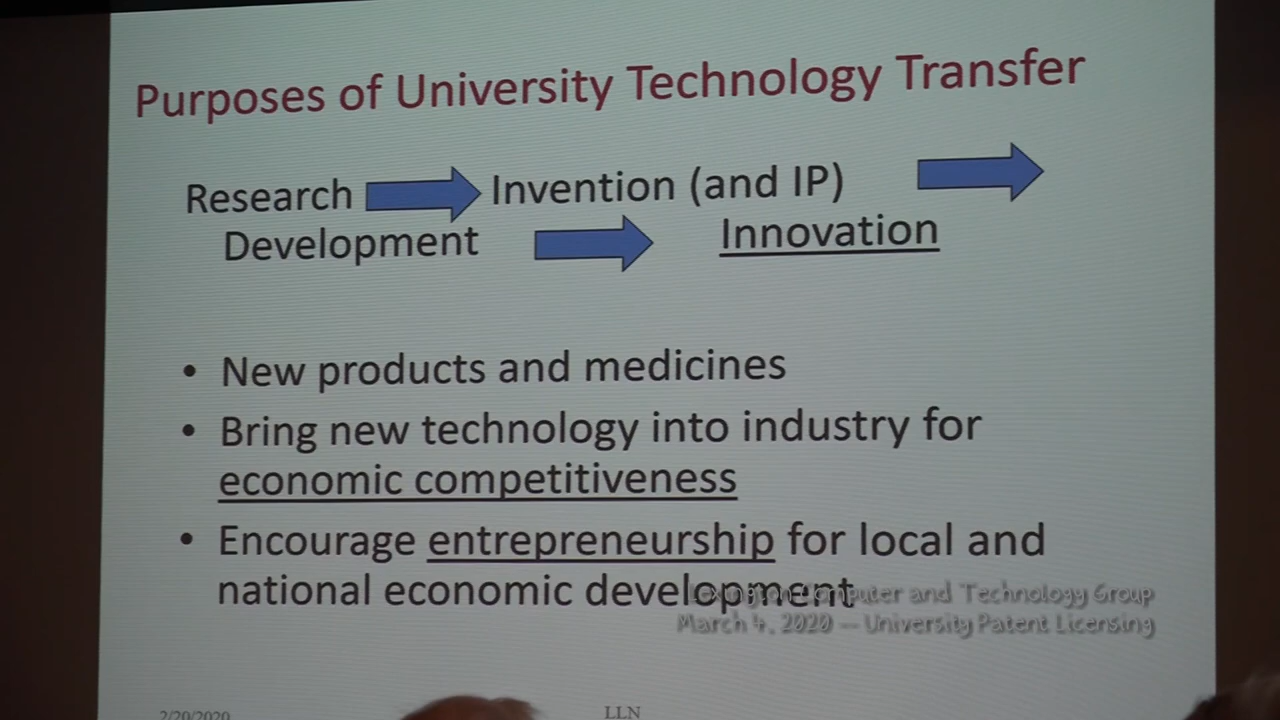 Purposes of University Technology Transfer
Research Invention (and IP)
Development Innovation
• New products and medicines
• Bring new technology into industry for
economic competitiveness
• Encourage entrepreneurship for local and
national economic development
Lexington Computer and Technology Group
March 4, 2020 — University Patent Licensing
2/20/2020 LLN